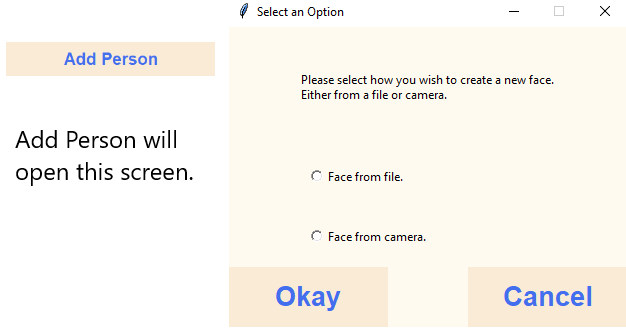 Add Person
Add Person will
open this screen.
Select an Option
Please select how you wish to create a new face.
Either from a file or camera.
Face from file.
Face from camera.
Okay
Cancel